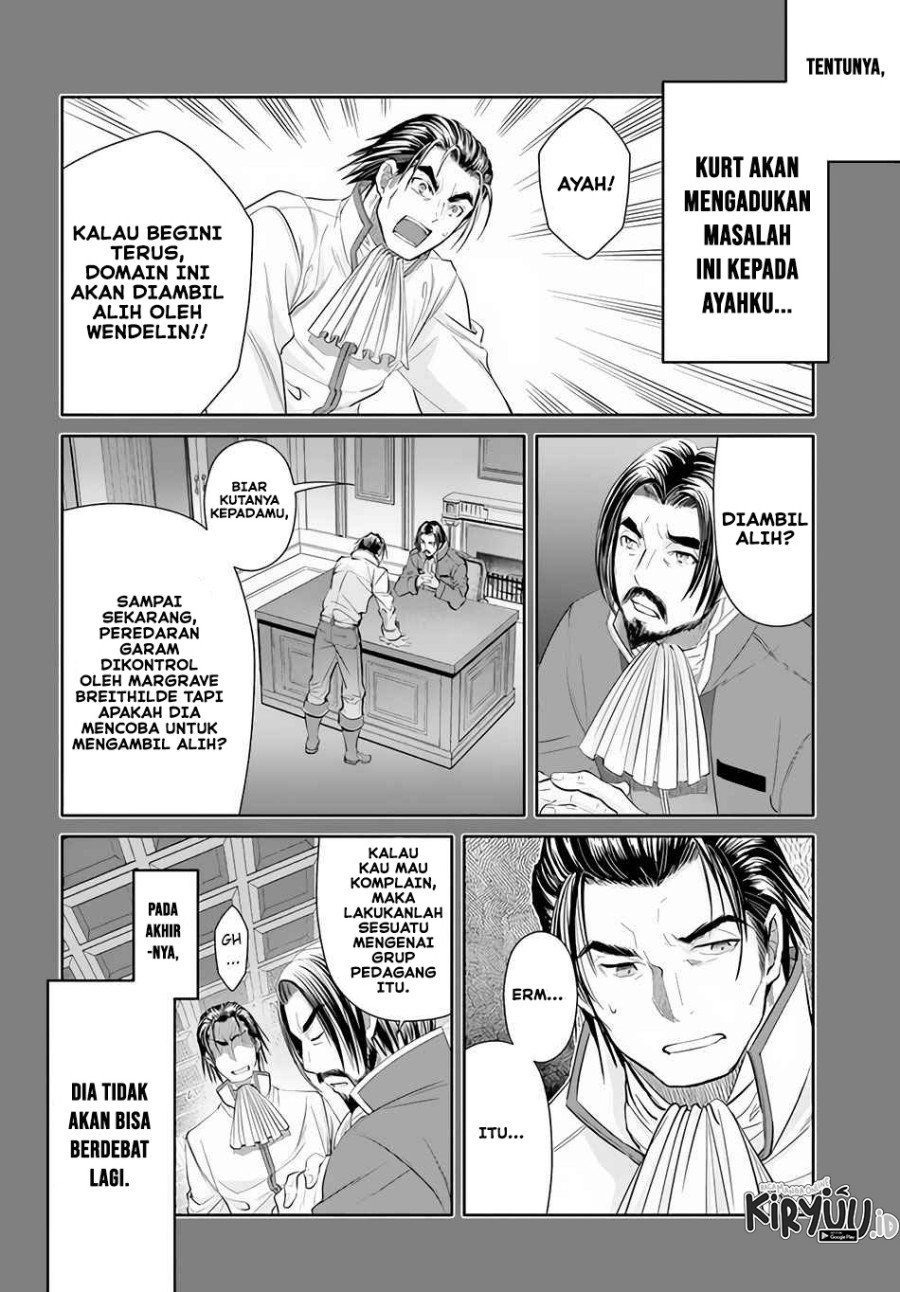 TENTUNYA,
KURT AKAN
MENGADUKAN
MASALAH
INI KEPADA
AYAHKU...
AYAH!
KALAU BEGINI
TERUS,
DOMAIN INI
AKAN DIAMBIL
ALIH OLEH
WENDELIN!!
DIAMBIL
ALIH?
BIAR
KUTANYA
KEPADAMU,
SAMPAI
SEKARANG,
PEREDARAN
GARAM
DIKONTROL
OLEH MARGRAVE
BREITHILDE TAPI
APAKAH DIA
MENCOBA UNTUK
MENGAMBIL ALIH?
ERM...
ITU...
KALAU
KAU MAU
KOMPLAIN,
MAKA
LAKUKANLAH
SESUATU
MENGENAI
GRUP
PEDAGANG
ITU.
GH
...
PADA
AKHIR
-NYA,
DIA TIDAK
AKAN BISA
BERDEBAT
LAGI.
KIRYUU.id
Google Play